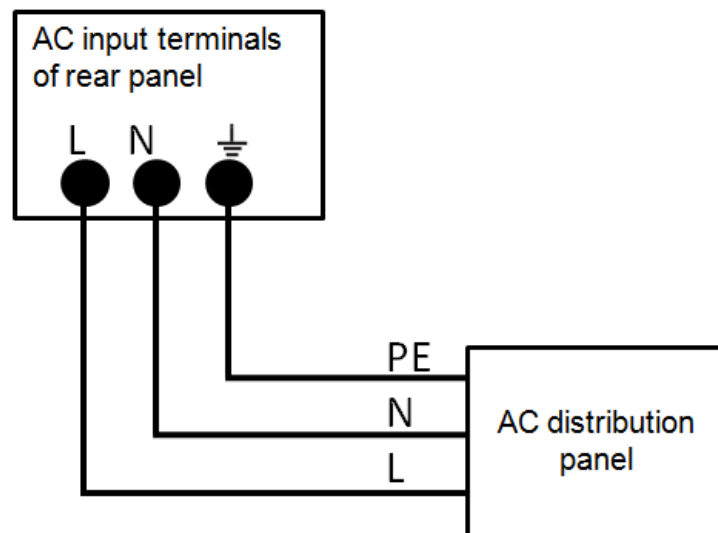 AC input terminals
of rear panel
L N
PE
N
L
AC distribution
panel